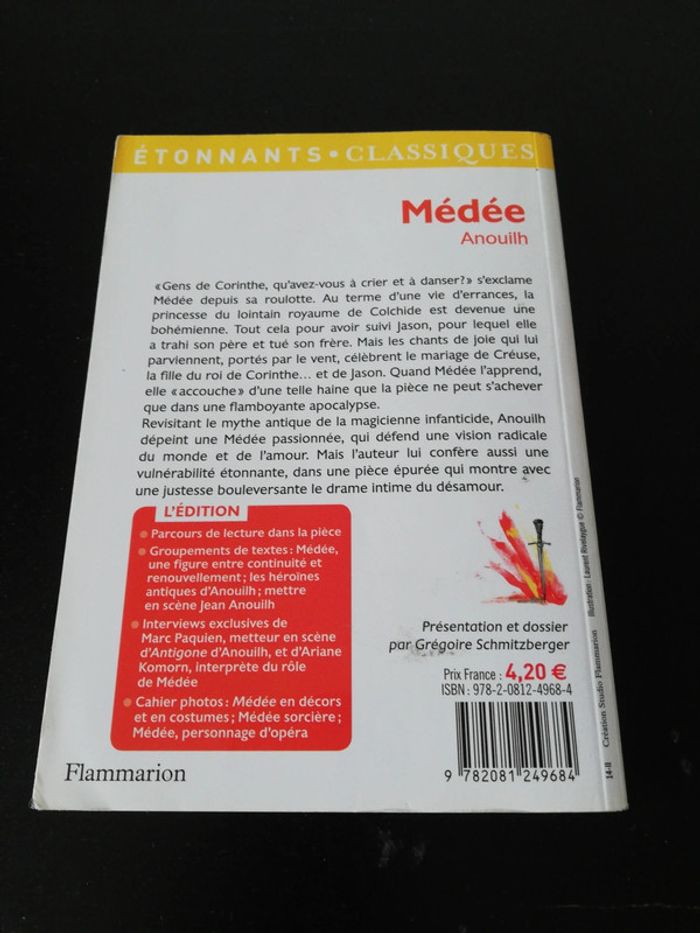 ÉTONNANTS • CLASSIQUES
Médée
Anouilh
« Gens de Corinthe, qu'avez-vous à crier et à danser ? » s'exclame
Médée depuis sa roulotte. Au terme d'une vie d'errances, la
princesse du lointain royaume de Colchide est devenue une
bohémienne. Tout cela pour avoir suivi Jason, pour lequel elle
a trahi son père et tué son frère. Mais les chants de joie qui lui
parviennent, portés par le vent, célèbrent le mariage de Créuse,
la fille du roi de Corinthe... et de Jason. Quand Médée l'apprend,
elle « accouche » d'une telle haine que la pièce ne peut s'achever
que dans une flamboyante apocalypse.
Revisitant le mythe antique de la magicienne infanticide, Anouilh
dépeint une Médée passionnée, qui défend une vision radicale
du monde et de l'amour. Mais l'auteur lui confère aussi une
vulnérabilité étonnante, dans une pièce épurée qui montre avec
une justesse bouleversante le drame intime du désamour.
L'ÉDITION
• Parcours de lecture dans la pièce
• Groupements de textes : Médée,
une figure entre continuité et
renouvellement ; les héroïnes
antiques d'Anouilh ; mettre
en scène Jean Anouilh
• Interviews exclusives de
Marc Paquien, metteur en scène
d'Antigone d'Anouilh, et d'Ariane
Komorn, interprète du rôle
de Médée
• Cahier photos : Médée en décors
et en costumes ; Médée sorcière ;
Médée, personnage d'opéra
Flammarion
Présentation et dossier
par Grégoire Schmitzberger
Prix France : 4,20 €
ISBN : 978-2-0812-4968-4
9 782081 249684
14-II Création Studio Flammarion Illustration : Laurent Rivelaygue © Flammarion